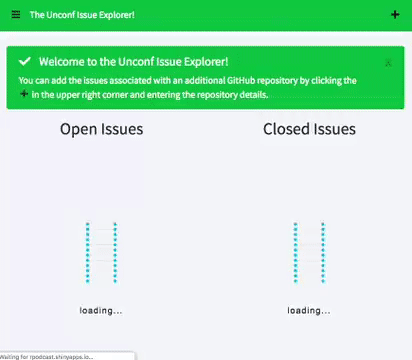 The Unconf Issue Explorer!
Welcome to the Unconf Issue Explorer!
You can add the issues associated with an additional GitHub repository by clicking the
+ in the upper right corner and entering the repository details.
Open Issues
Closed Issues
loading...
loading...
Waiting for rpodcast.shinyapps.io...